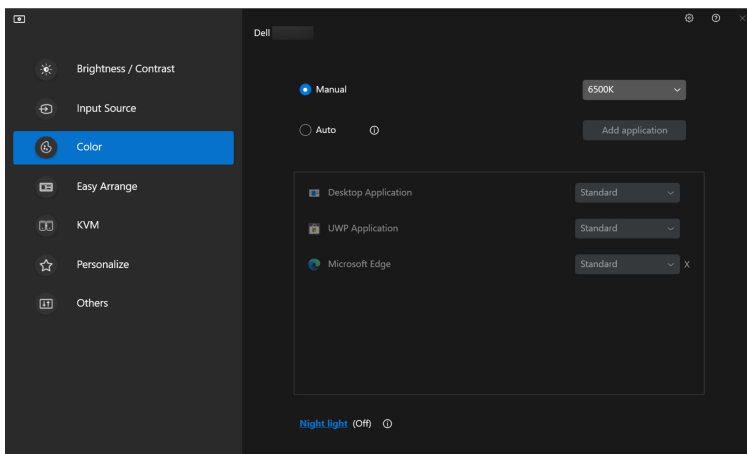 Dell
Brightness / Contrast
Input Source
Color
Easy Arrange
KVM
Personalize
Others
Manual
6500K
Auto
Add application
Desktop Application
Standard
UWP Application
Standard
Microsoft Edge
Standard
X
Night light (Off)